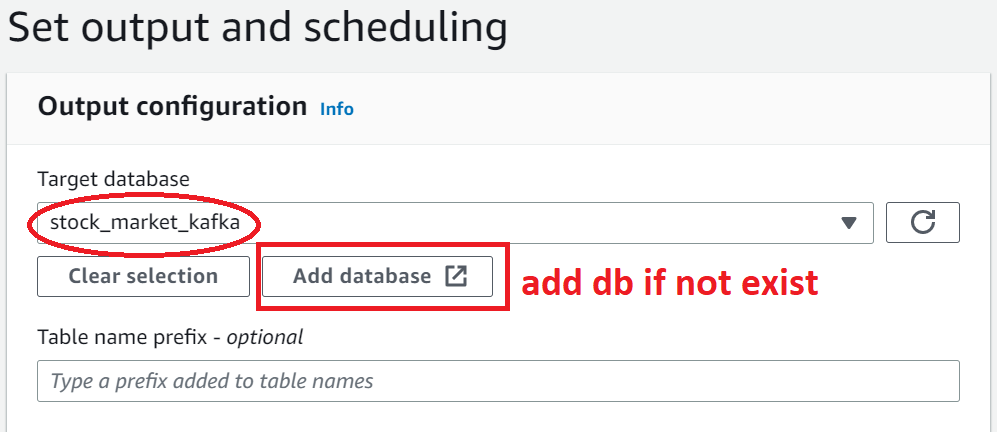 Set output and scheduling
Output configuration Info
Target database
stock_market_kafka
Clear selection Add database add db if not exist
Table name prefix - optional
Type a prefix added to table names